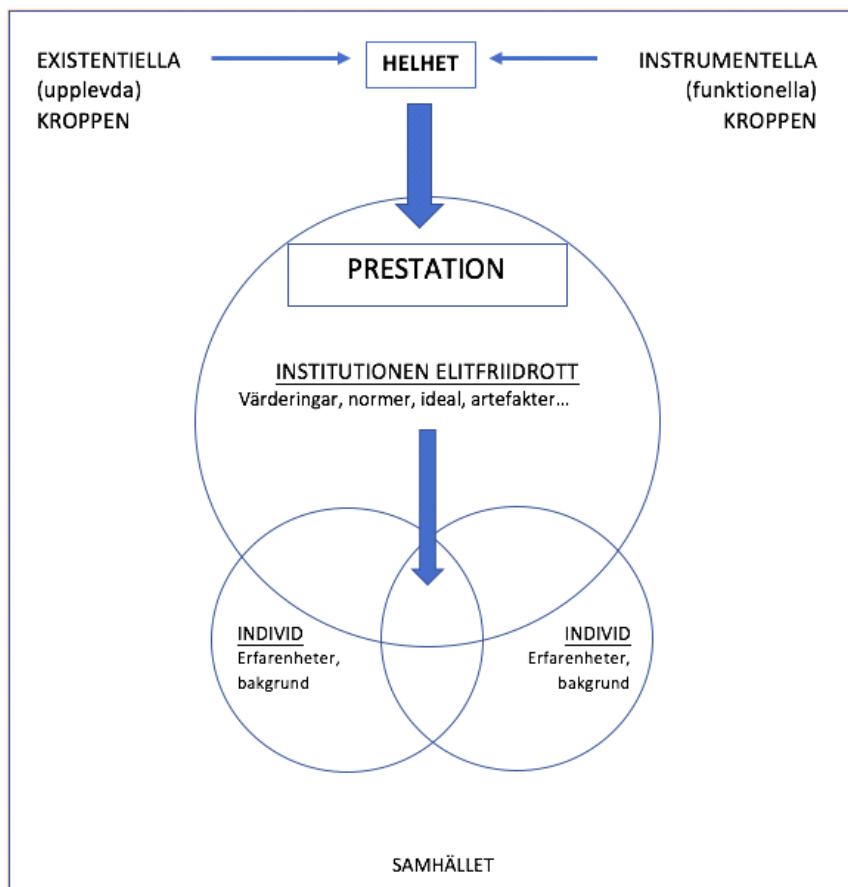 EXISTENTIELLA
(upplevda)
KROPPEN
HELHET
INSTRUMENTELLA
(funktionella)
KROPPEN
PRESTATION
INSTITUTIONEN ELITFRIIDROTT
Värderingar, normer, ideal, artefakter...
INDIVID
Erfarenheter,
bakgrund
INDIVID
Erfarenheter,
bakgrund
SAMHÄLLET